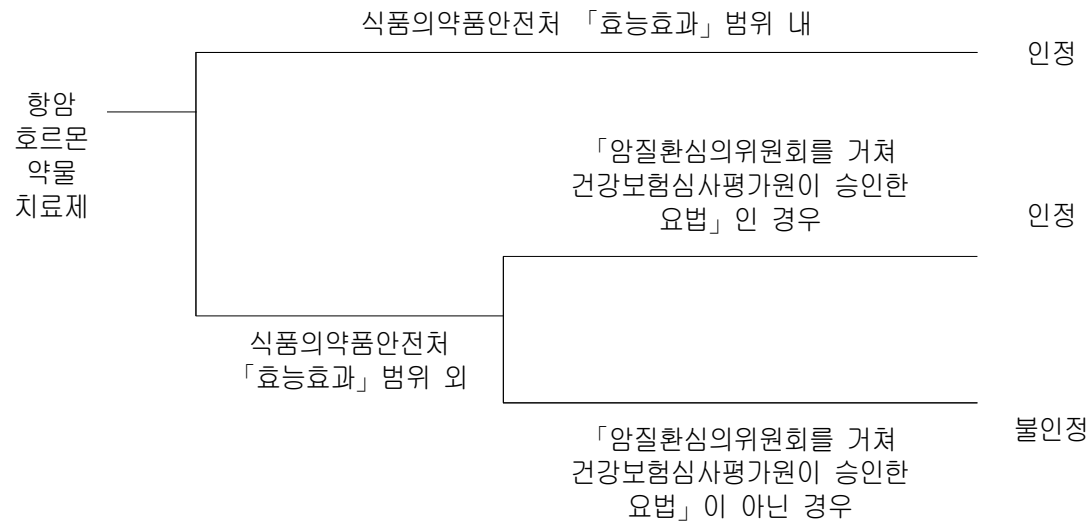 식품의약품안전처 「효능효과」범위 내
인정
항암
호르몬
약물
치료제
「암질환심의위원회를 거쳐
건강보험심사평가원이 승인한
요법」인 경우
인정
식품의약품안전처
「효능효과」범위 외
불인정
「암질환심의위원회를 거쳐
건강보험심사평가원이 승인한
요법」이 아닌 경우